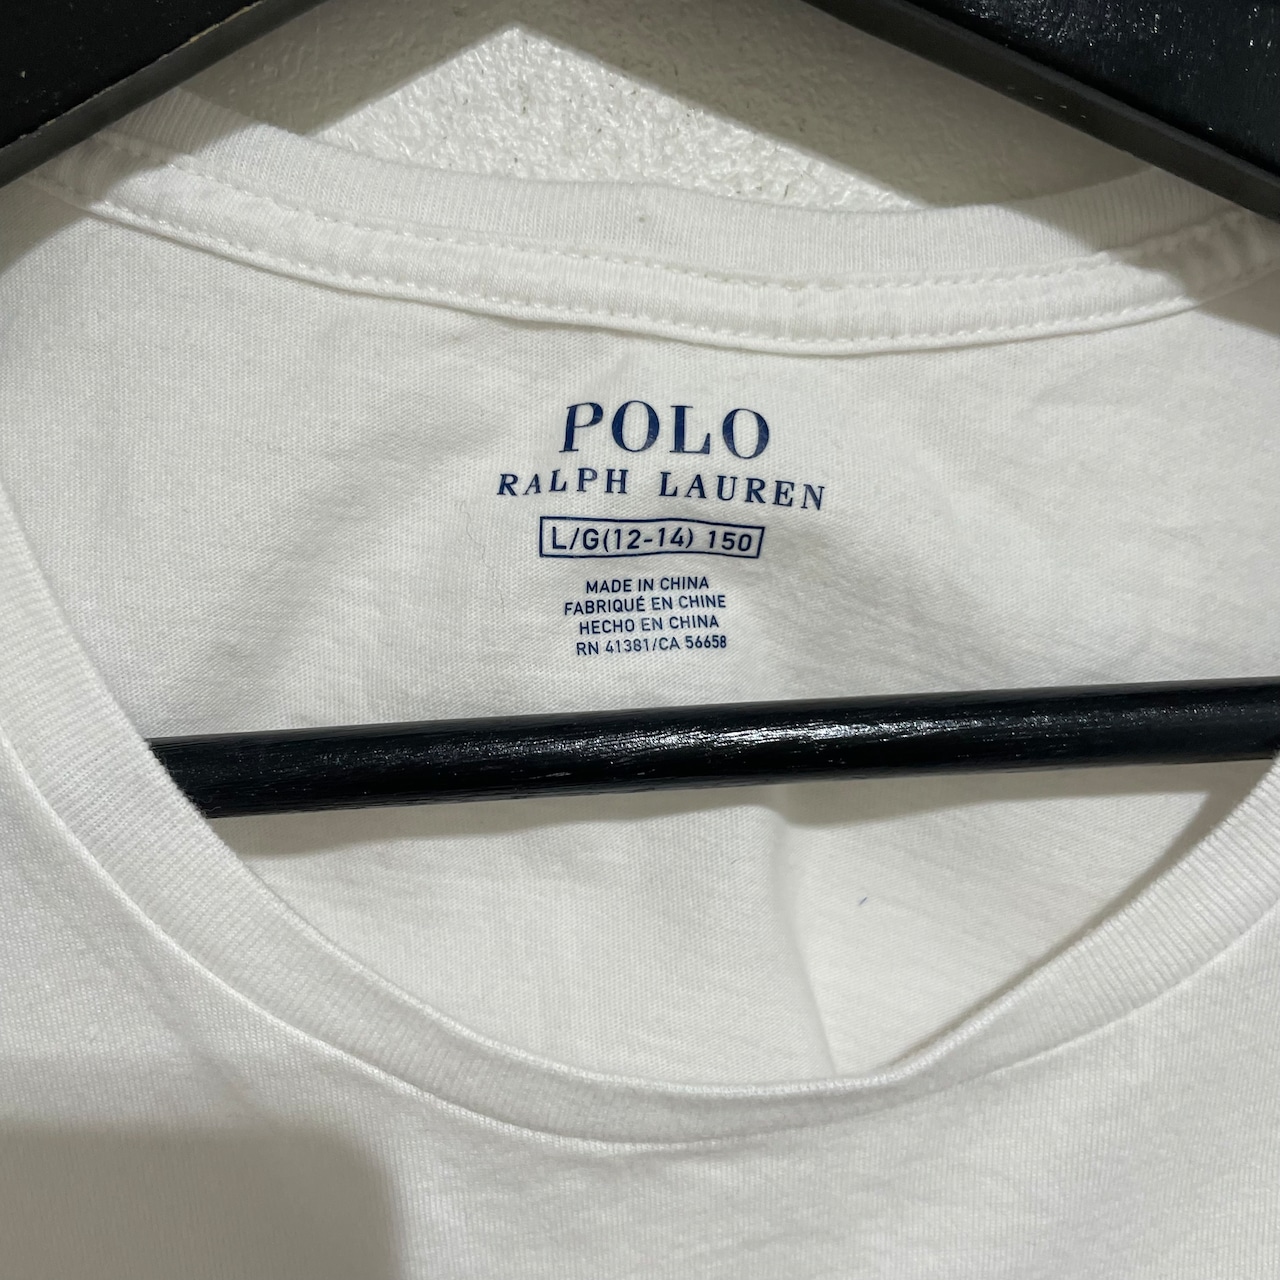 POLO
RALPH LAUREN
L/G(12-14) 150
MADE IN CHINA
FABRIQUÉ EN CHINE
HECHO EN CHINA
RN 41381/CA 56658